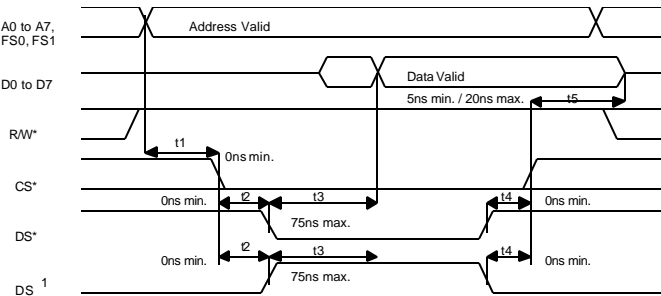 A0 to A7,
FS0, FS1
Address Valid
D0 to D7
Data Valid
5ns min. / 20ns max.
t5
R/W*
t1
0ns min.
CS*
0ns min.
t2
t3
t4
0ns min.
75ns max.
DS*
0ns min.
t2
t3
t4
0ns min.
75ns max.
DS 1